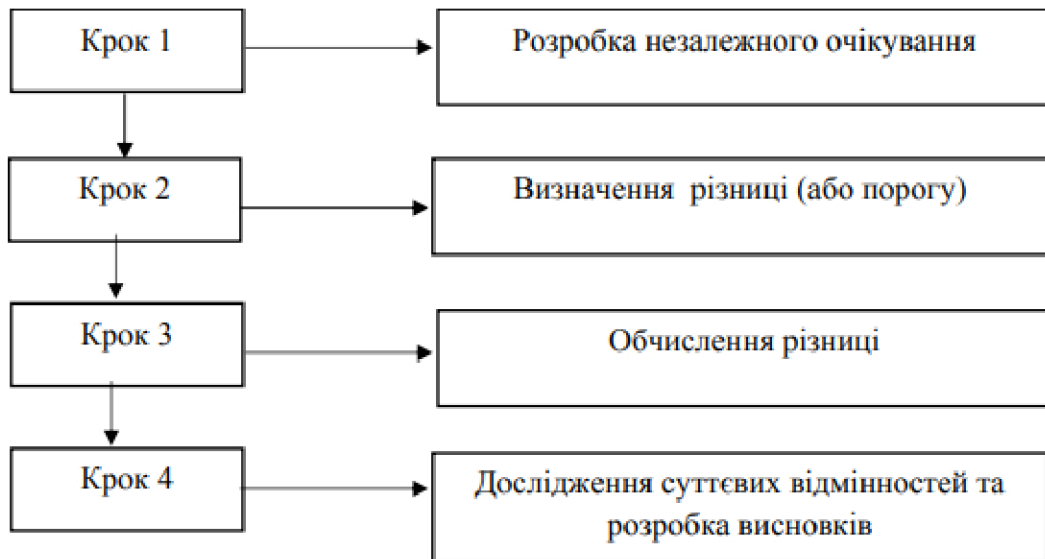 Крок 1
Розробка незалежного очікування
Крок 2
Визначення різниці (або порогу)
Крок 3
Обчислення різниці
Крок 4
Дослідження суттєвих відмінностей та
розробка висновків